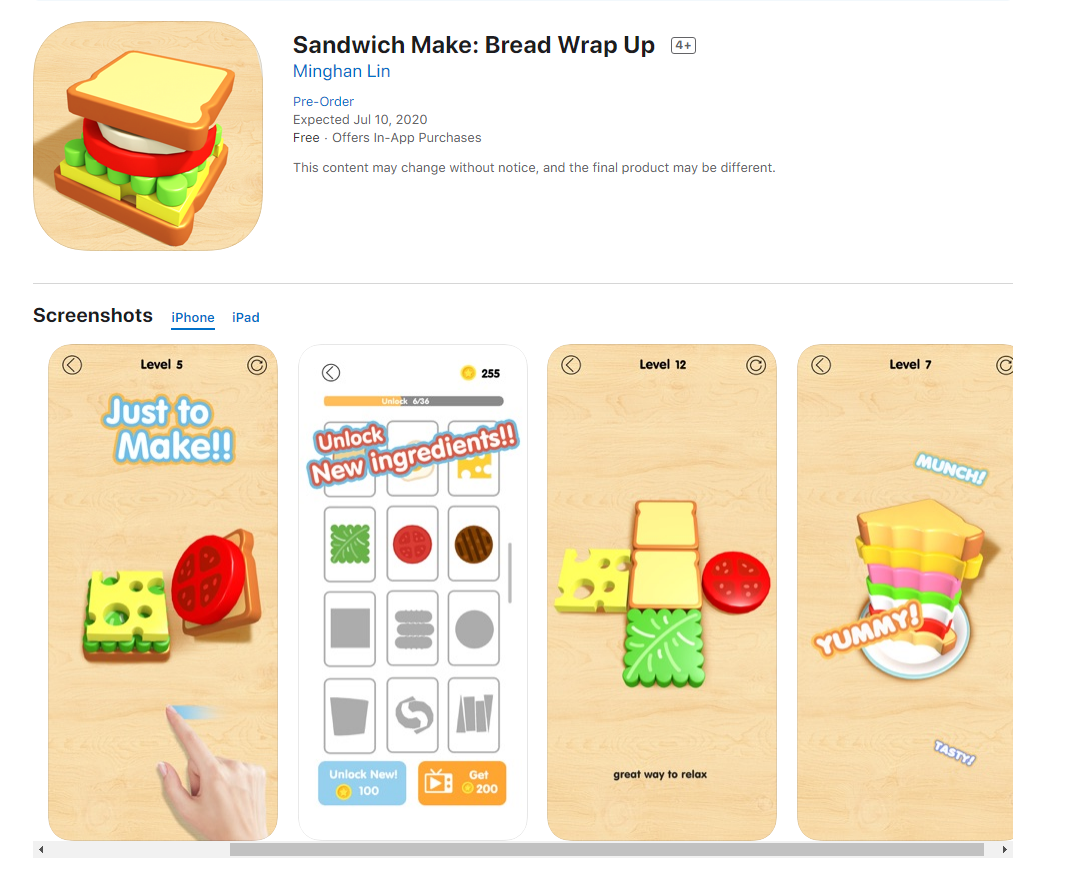 Sandwich Make: Bread Wrap Up 4+
Minghan Lin
Pre-Order
Expected Jul 10, 2020
Free · Offers In-App Purchases
This content may change without notice, and the final product may be different.
Screenshots iPhone iPad
Level 5
Just to
Make!!
255
Unlock 6/36
Unlock
New ingredients!!
Unlock New!
100
Get
200
Level 12
great way to relax
Level 7
MUNCH!
YUMMY!
TASTY!